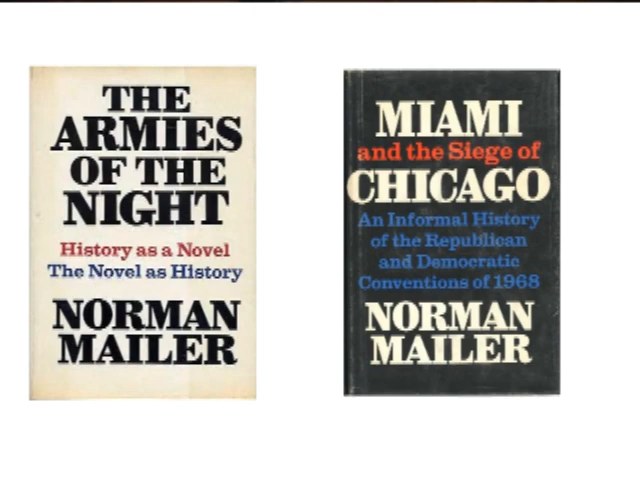 THE
ARMIES
OF THE
NIGHT
History as a Novel
The Novel as History
NORMAN
MAILER
MIAMI
and the Siege of
CHICAGO
An Informal History
of the Republican
and Democratic
Conventions of 1968
NORMAN
MAILER